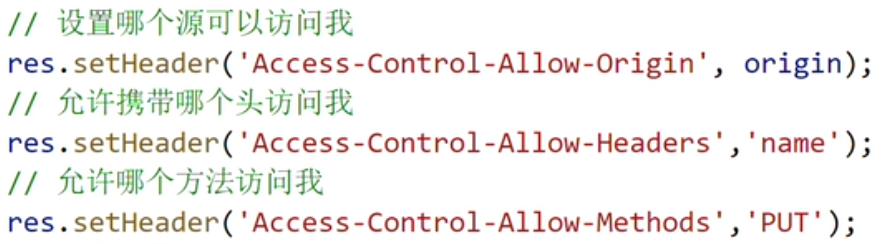 // 设置哪个源可以访问我
res.setHeader('Access-Control-Allow-Origin', origin);
// 允许携带哪个头访问我
res.setHeader('Access-Control-Allow-Headers','name');
// 允许哪个方法访问我
res.setHeader('Access-Control-Allow-Methods','PUT');